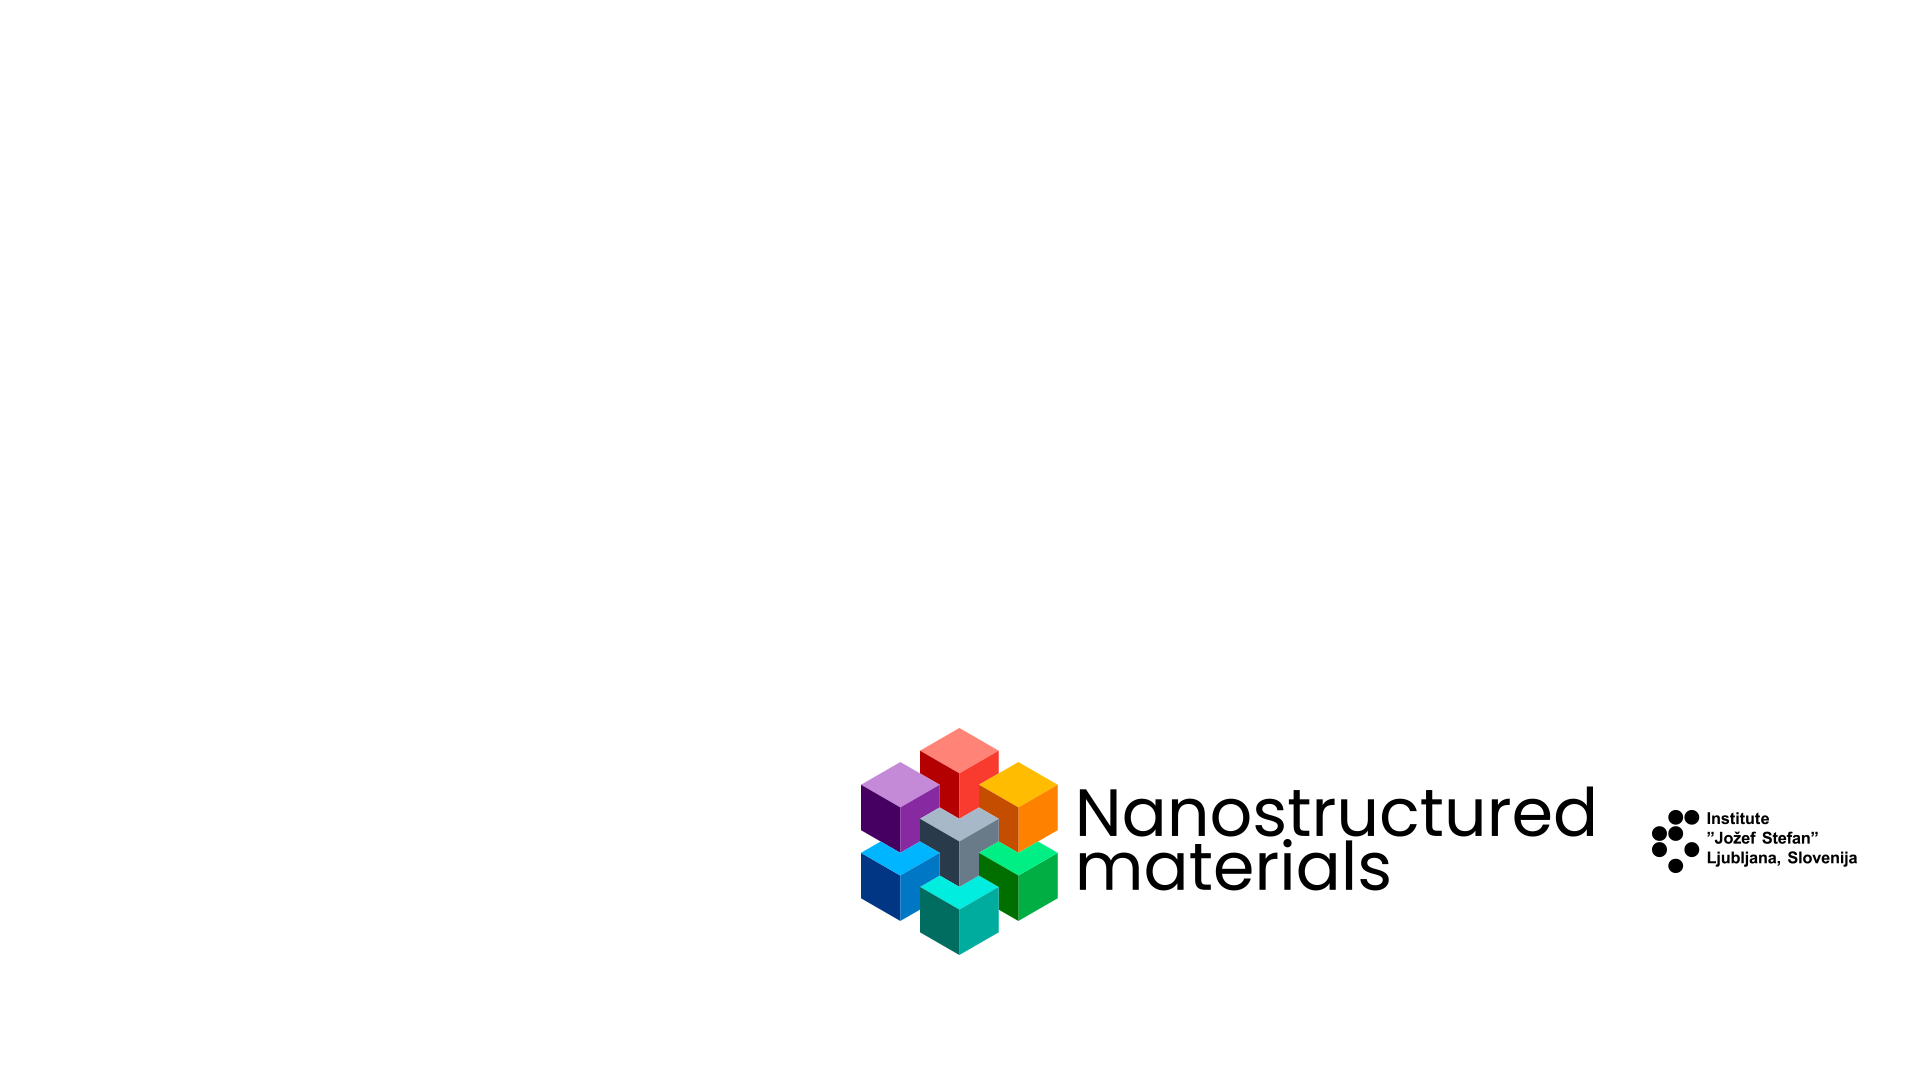 Nanostructured
materials
Institute
”Jožef Stefan”
Ljubljana, Slovenija